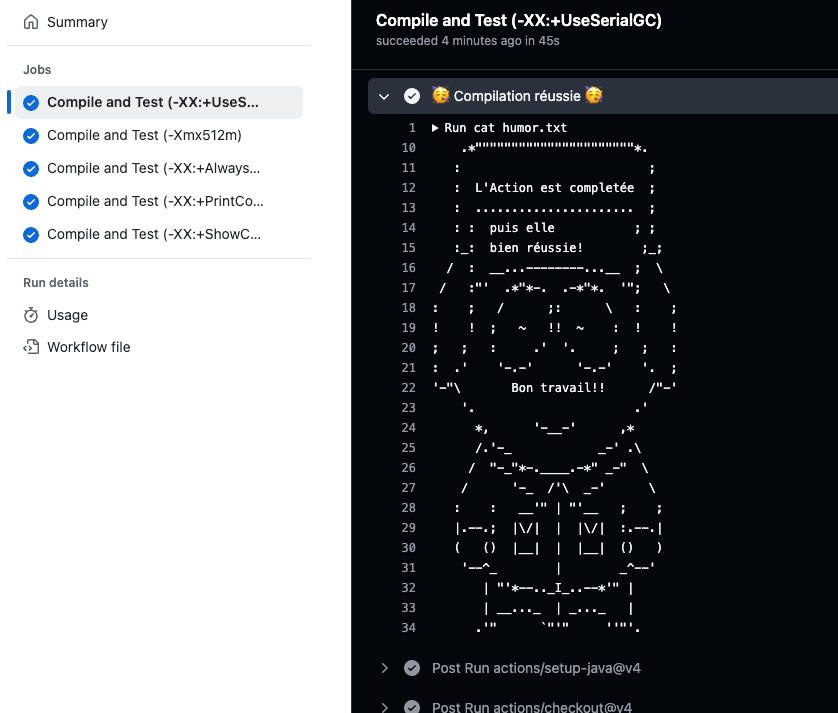 Summary
Jobs
Compile and Test (-XX:+UseS...
Compile and Test (-Xmx512m)
Compile and Test (-XX:+Always...
Compile and Test (-XX:+PrintCo...
Compile and Test (-XX:+ShowC...
Run details
Usage
Workflow file
Compile and Test (-XX:+UseSerialGC)
succeeded 4 minutes ago in 45s
🥳 Compilation réussie 🥳
1 ▶ Run cat humor.txt
10     .*""""""""""""""""""""""*.
11    :                          ;
12    :  L'Action est completée  ;
13    :  ......................  ;
14    : :  puis elle           ; ;
15    :_:  bien réussie!        ;_;
16   /  :  __...--------...__  ;  \
17  /   :"'  .*"*-.  .-*"*.  '";   \
18 :    ;   /      ;:      \   :    ;
19 !    !  ;   ~   !!  ~    :  !    !
20 ;   ;   :     .'  '.     ;   ;   :
21 :  .'    '-.-'      '-.-'    '.  ;
22 '-"\       Bon travail!!      /"-'
23     '.                      .'
24       *,      '-__-'      ,*
25       /.'-_            _-' .\
26      /  "-_"*-.____.-*" _-"  \
27     /      '-_  /'\  _-'      \
28    :    :   __'" | "'__   ;    ;
29    |.--.;  |\/|  |  |\/|  :.--.|
30    (   ()  |__|  |  |__|  ()   )
31     '--^_        |        _^--'
32        | "'*--.._I_..--*'" |
33        | __..._  | _..._   |
34       .'"      `"'"     ''"'.
Post Run actions/setup-java@v4
Post Run actions/checkout@v4